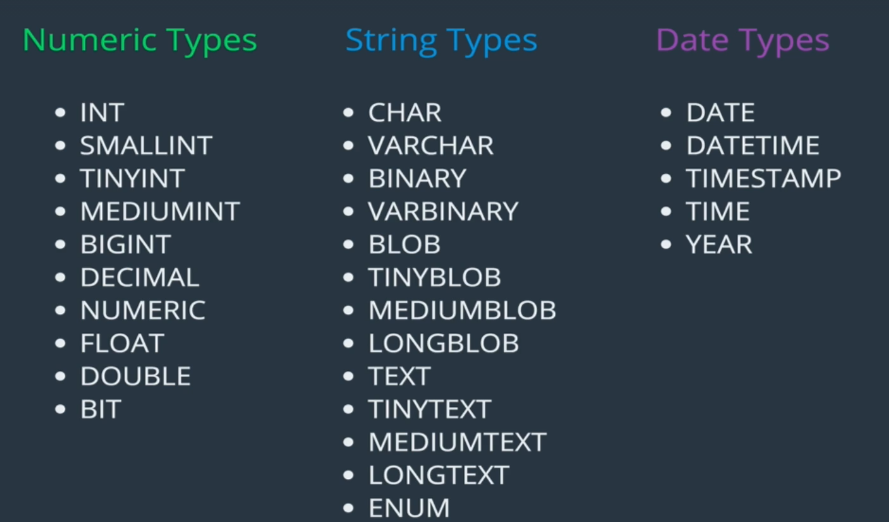 Numeric Types
• INT
• SMALLINT
• TINYINT
• MEDIUMINT
• BIGINT
• DECIMAL
• NUMERIC
• FLOAT
• DOUBLE
• BIT
String Types
• CHAR
• VARCHAR
• BINARY
• VARBINARY
• BLOB
• TINYBLOB
• MEDIUMBLOB
• LONGBLOB
• TEXT
• TINYTEXT
• MEDIUMTEXT
• LONGTEXT
• ENUM
Date Types
• DATE
• DATETIME
• TIMESTAMP
• TIME
• YEAR